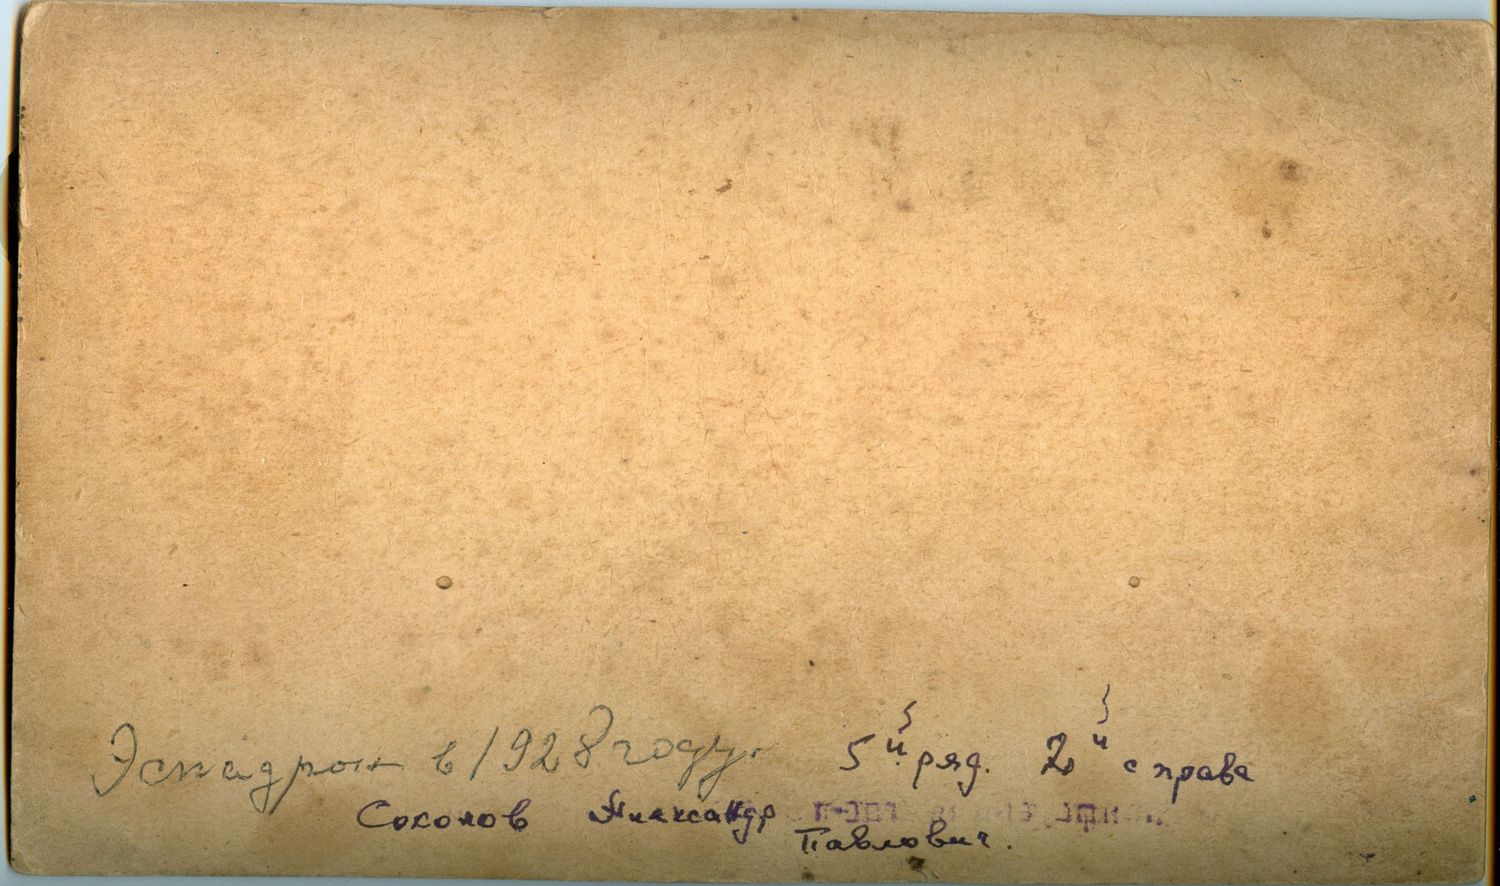 Эскадрон в 1928 году. 5й ряд. 2й справа
Соколов Александр
Павлович.